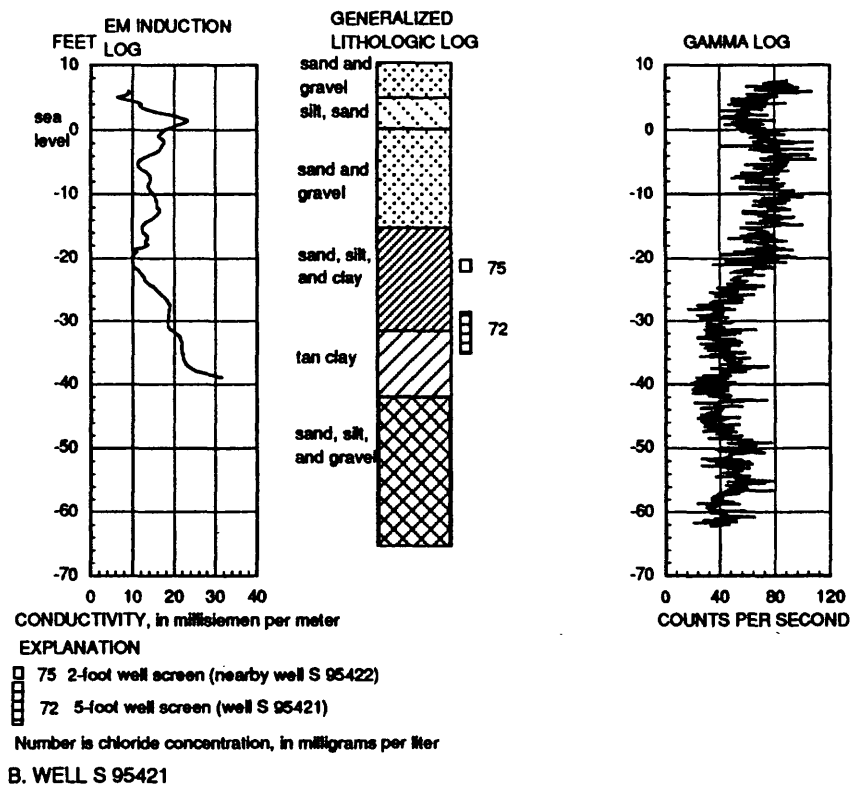 EM INDUCTION
FEET LOG
GENERALIZED
LITHOLOGIC LOG
GAMMA LOG
10
sea
level
0
-10
-20
-30
-40
-50
-60
-70
0 10 20 30 40
CONDUCTIVITY, in millisiemen per meter
sand and
gravel
silt, sand
sand and
gravel
sand, silt,
and clay
tan clay
sand, silt,
and gravel
75
72
10
0
-10
-20
-30
-40
-50
-60
-70
0 40 80 120
COUNTS PER SECOND
EXPLANATION
75 2-foot well screen (nearby well S 95422)
72 5-foot well screen (well S 95421)
Number is chloride concentration, in milligrams per liter
B. WELL S 95421